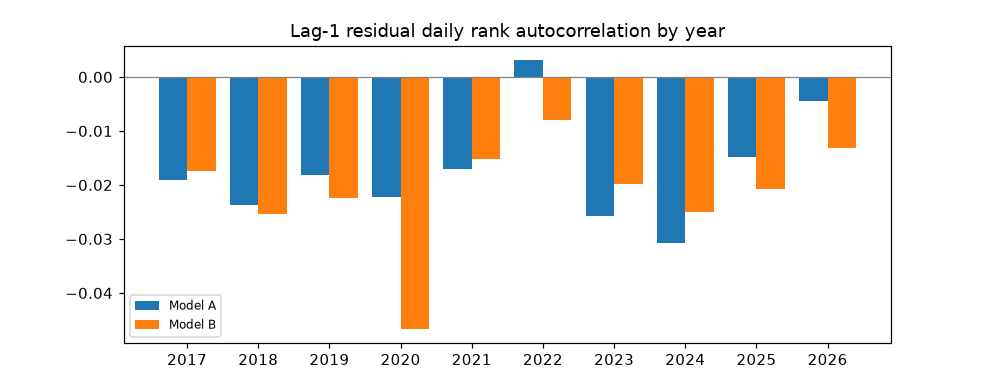 Lag-1 residual daily rank autocorrelation by year
0.00
−0.01
−0.02
−0.03
−0.04
Model A
Model B
2017 2018 2019 2020 2021 2022 2023 2024 2025 2026